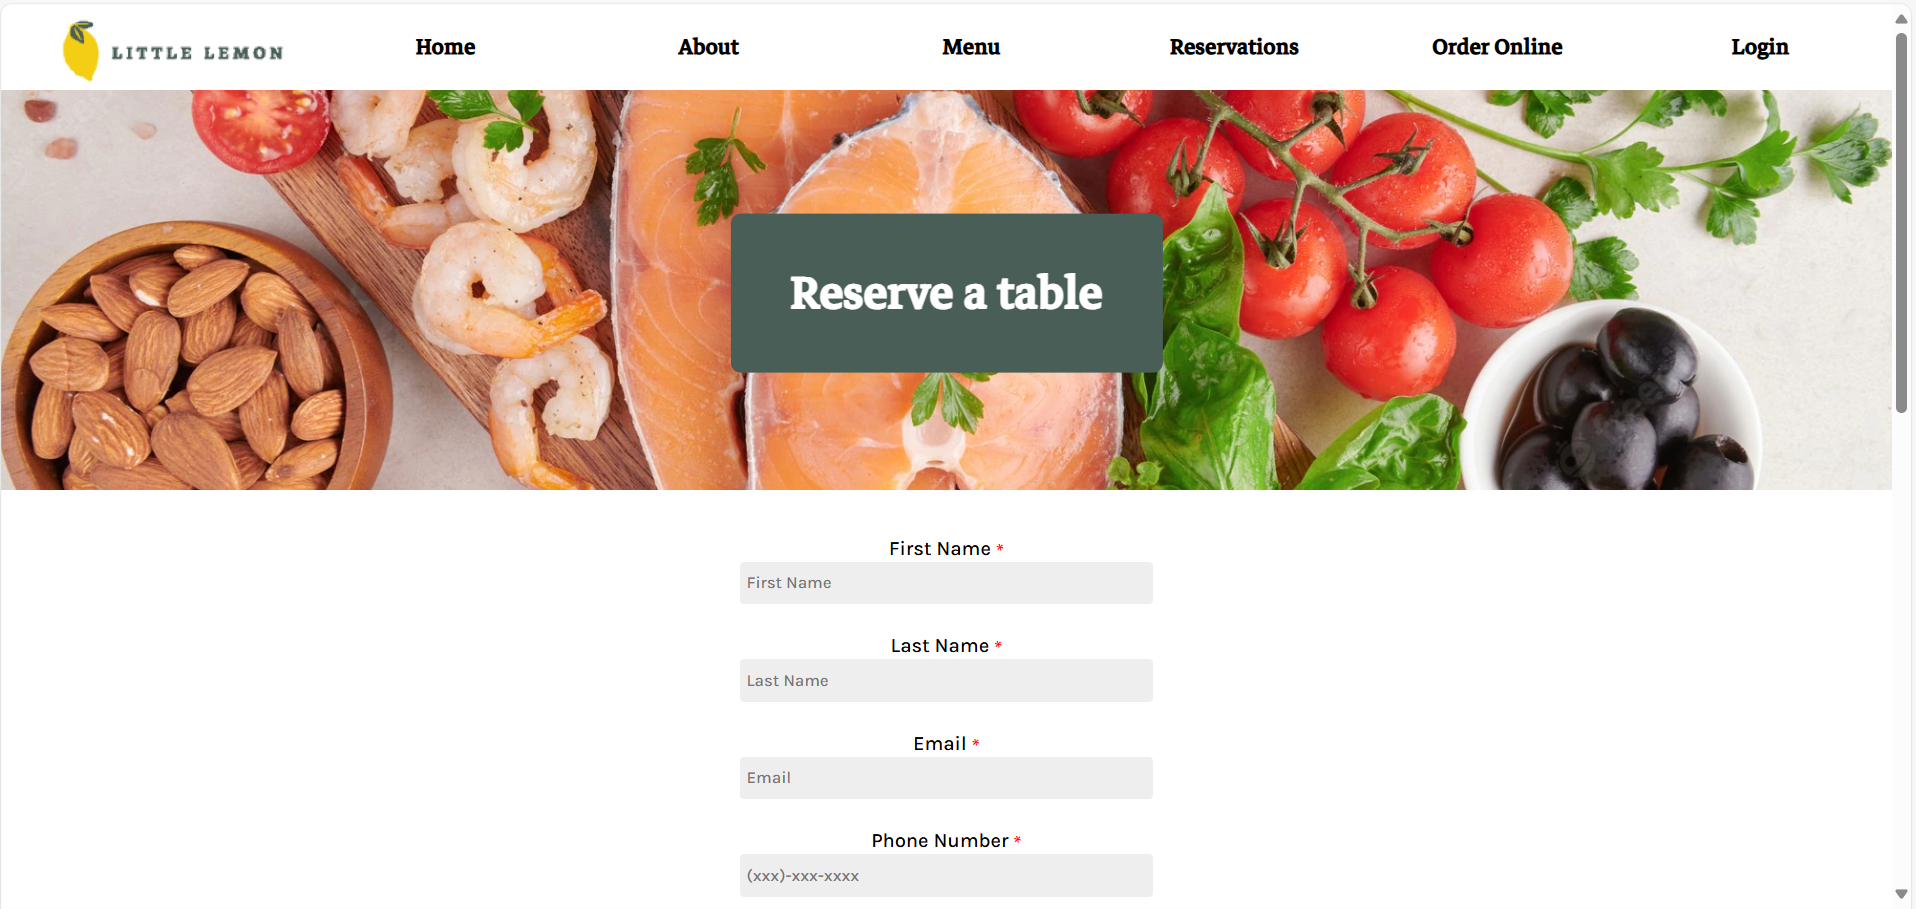 LITTLE LEMON
Home
About
Menu
Reservations
Order Online
Login
Reserve a table
First Name *
First Name
Last Name *
Last Name
Email *
Email
Phone Number *
(xxx)-xxx-xxxx